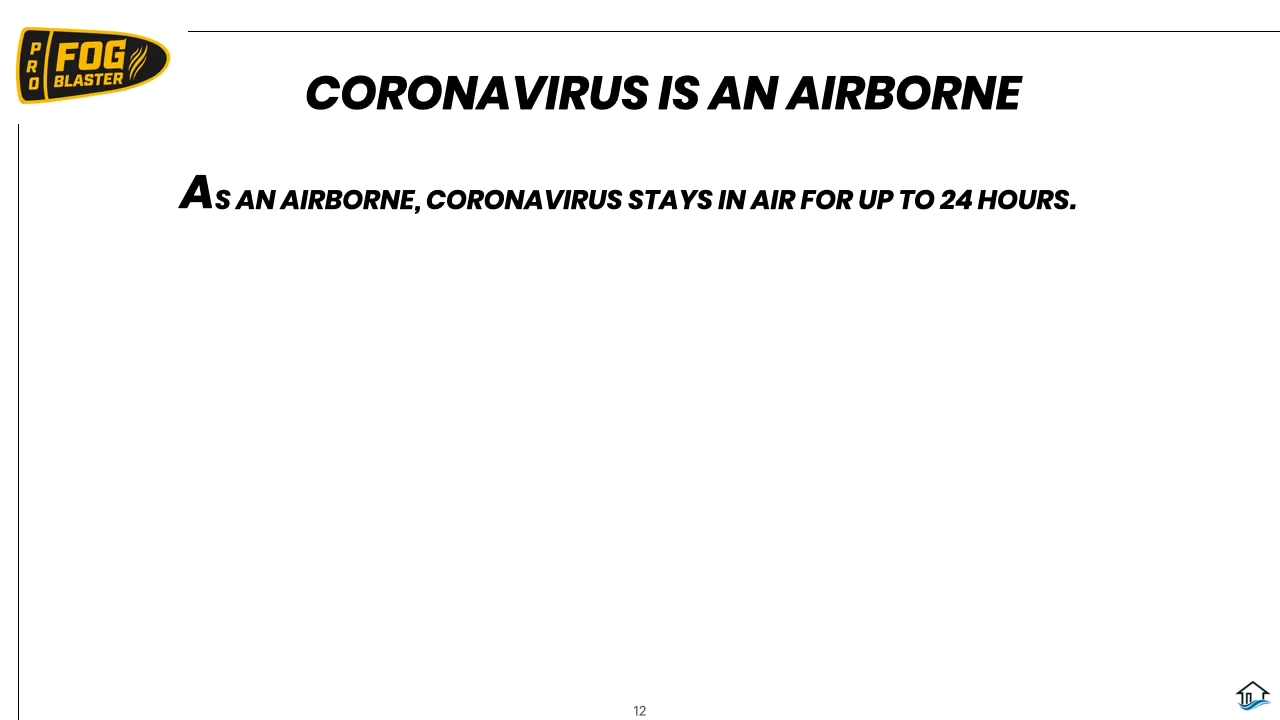 PRO
FOG
BLASTER
CORONAVIRUS IS AN AIRBORNE
AS AN AIRBORNE, CORONAVIRUS STAYS IN AIR FOR UP TO 24 HOURS.
12